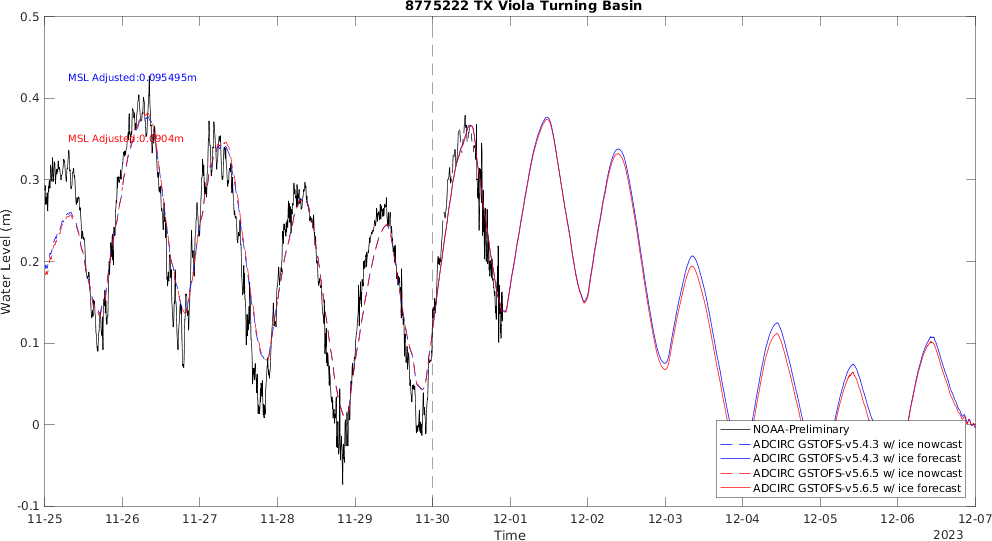 8775222 TX Viola Turning Basin
0.5
0.4
0.3
0.2
0.1
0
-0.1
Water Level (m)
MSL Adjusted:0.095495m
MSL Adjusted:0.0904m
NOAA-Preliminary
ADCIRC GSTOFS-v5.4.3 w/ ice nowcast
ADCIRC GSTOFS-v5.4.3 w/ ice forecast
ADCIRC GSTOFS-v5.6.5 w/ ice nowcast
ADCIRC GSTOFS-v5.6.5 w/ ice forecast
11-25 11-26 11-27 11-28 11-29 11-30 12-01 12-02 12-03 12-04 12-05 12-06 12-07
Time
2023